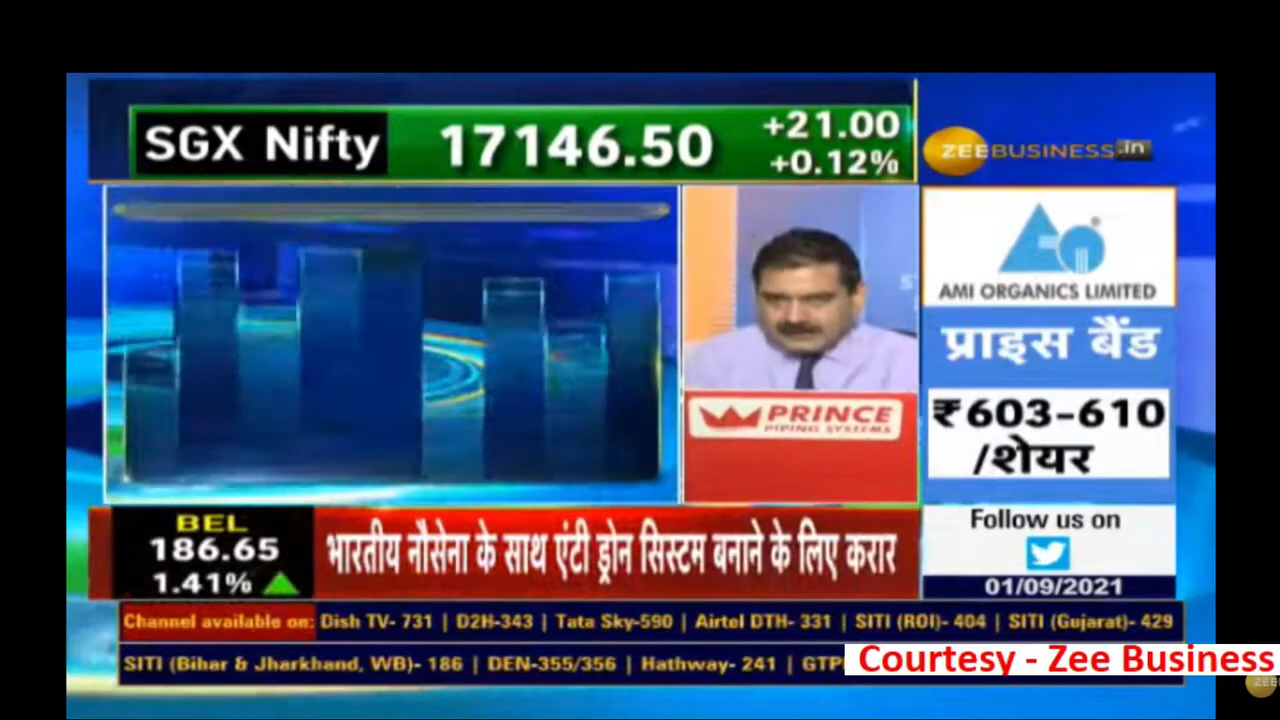 SGX Nifty 17146.50 +21.00
+0.12%
ZEEBUSINESS.in
AMI ORGANICS LIMITED
प्राइस बैंड
₹603-610
/शेयर
PRINCE
PIPING SYSTEMS
BEL
186.65
1.41%
भारतीय नौसेना के साथ एंटी ड्रोन सिस्टम बनाने के लिए करार
Follow us on
01/09/2021
Channel available on: Dish TV- 731 | D2H-343 | Tata Sky-590 | Airtel DTH- 331 | SITI (ROI)- 404 | SITI (Gujarat)- 429
SITI (Bihar & Jharkhand, WB)- 186 | DEN-355/356 | Hathway- 241 | GTP
Courtesy - Zee Business
ZEE